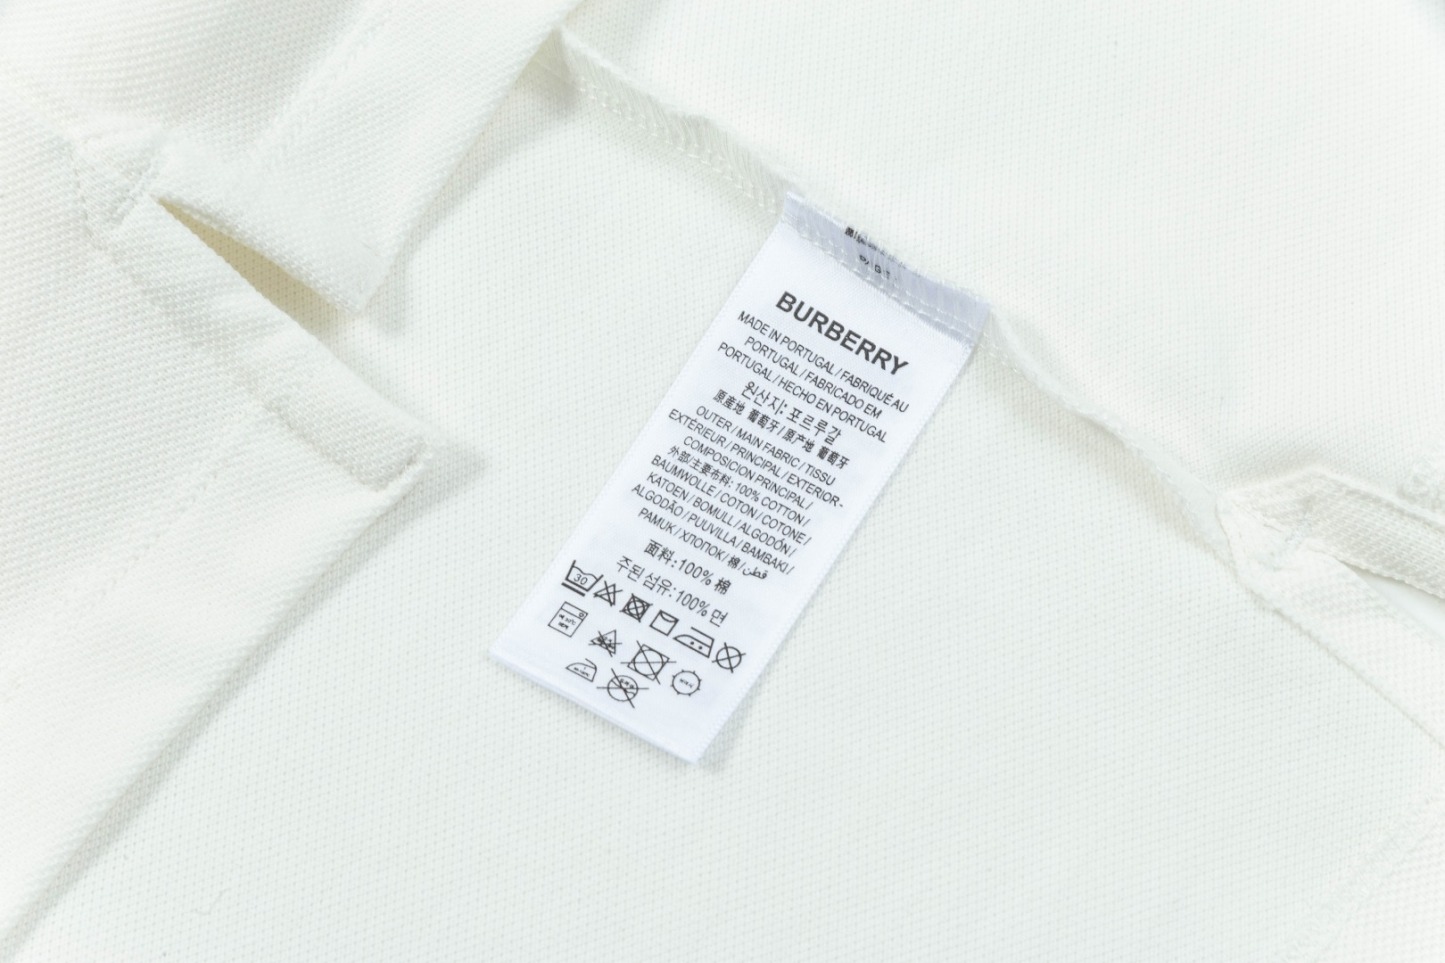 BURBERRY
MADE IN PORTUGAL / FABRIQUÉ AU
PORTUGAL / FABRICADO EM
PORTUGAL / HECHO EN PORTUGAL
원산지: 포르투갈
原産地 葡萄牙 / 原产地 葡萄牙
OUTER / MAIN FABRIC / TISSU
EXTÉRIEUR / PRINCIPAL / EXTERIOR-
COMPOSICION PRINCIPAL /
外部/主要布料: 100% COTTON /
BAUMWOLLE / COTON / COTONE /
KATOEN / BOMULL / ALGODÓN /
ALGODÃO / PUUVILLA / BAMBAKI /
PAMUK / ХЛОПОК / 棉 / قطن
面料: 100% 棉
주된 섬유: 100% 면
30